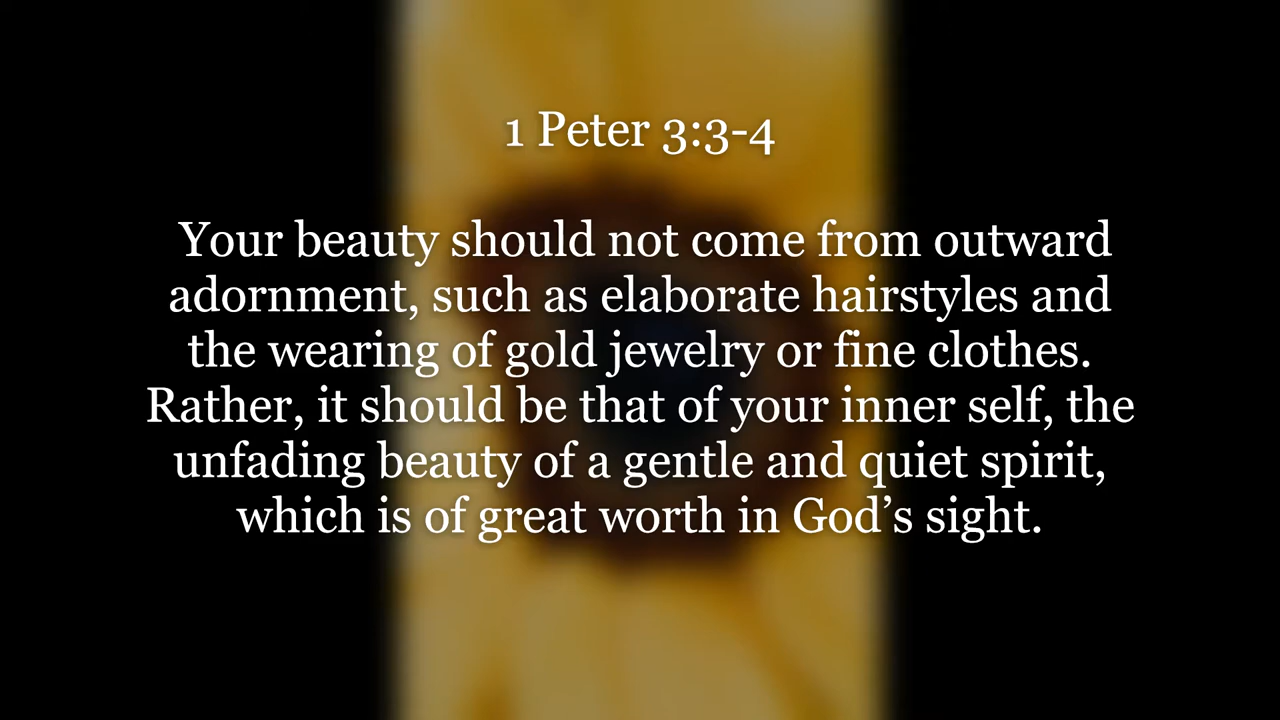 1 Peter 3:3-4
Your beauty should not come from outward
adornment, such as elaborate hairstyles and
the wearing of gold jewelry or fine clothes.
Rather, it should be that of your inner self, the
unfading beauty of a gentle and quiet spirit,
which is of great worth in God’s sight.